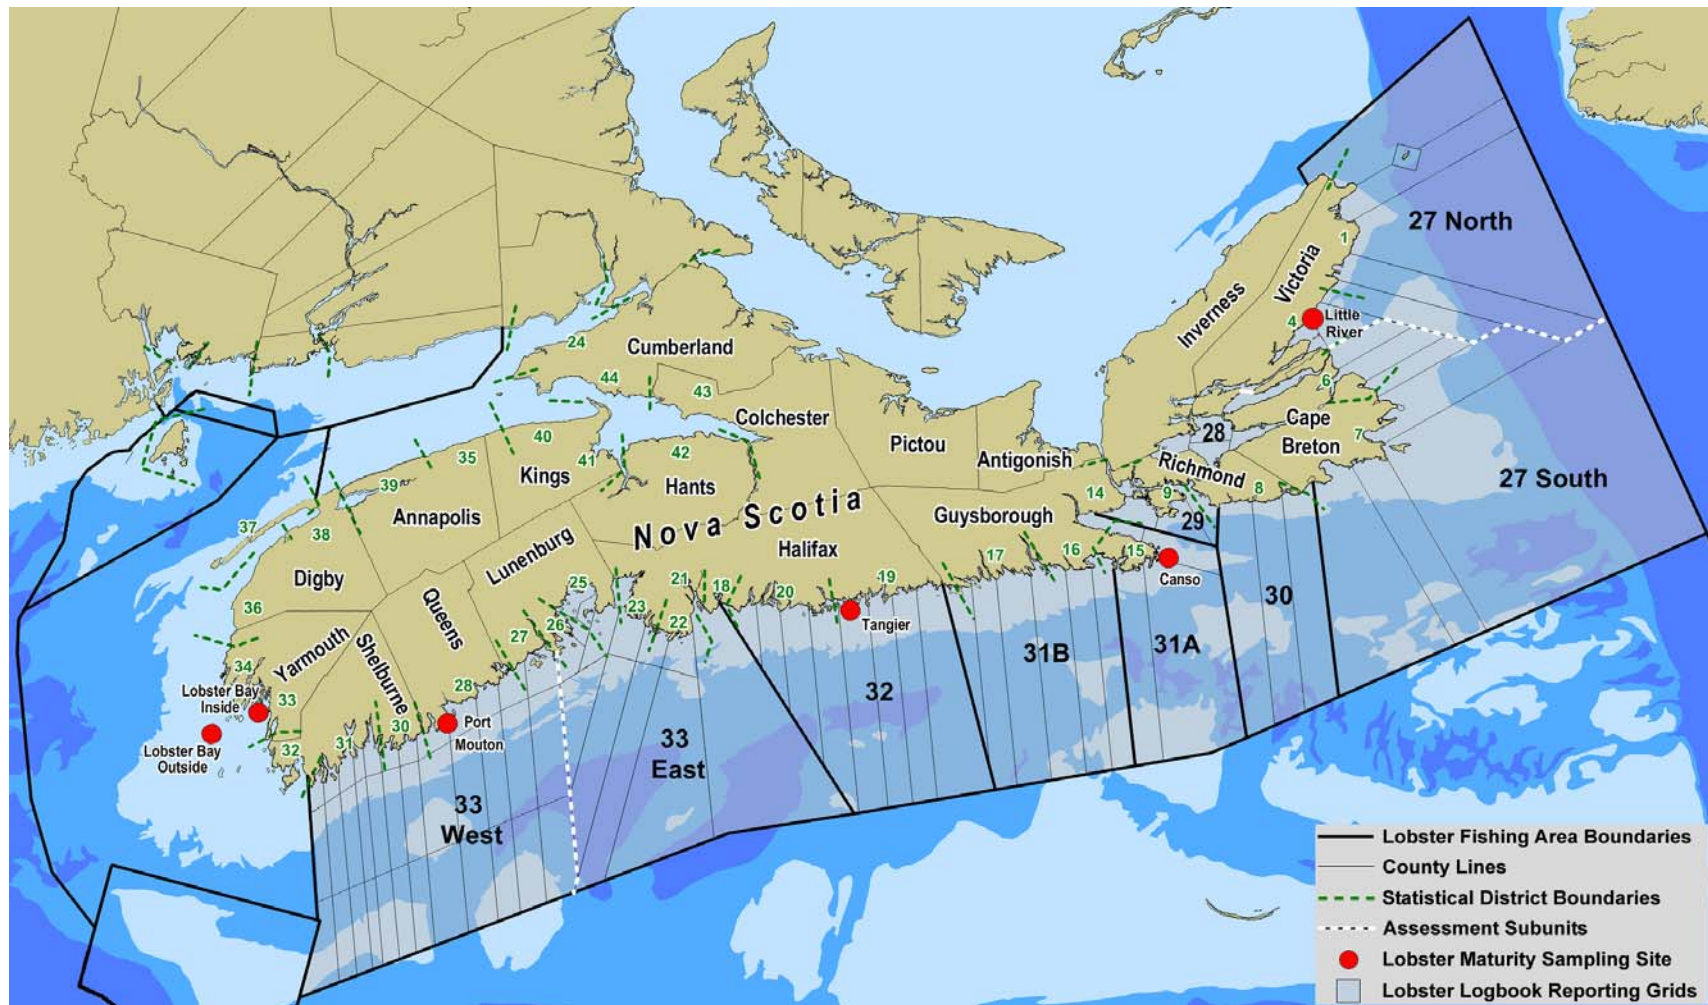 27 North
1
Victoria
Inverness
4
Little
River
24
Cumberland
44
43
6
Cape
Breton
7
Colchester
Pictou
Antigonish
28
Richmond
40
35
Kings
41
42
Hants
39
Annapolis
27 South
9
8
14
29
Nova Scotia
Guysborough
37
38
Digby
Lunenburg
Halifax
17
16
15
Canso
25
21
18
20
19
Tangier
30
36
Queens
23
22
26
27
Yarmouth
Shelburne
34
31B
31A
32
Lobster Bay
Inside
33
28
Port
Mouton
Lobster Bay
Outside
32
31
30
33
East
33
West
Lobster Fishing Area Boundaries
County Lines
Statistical District Boundaries
Assessment Subunits
Lobster Maturity Sampling Site
Lobster Logbook Reporting Grids